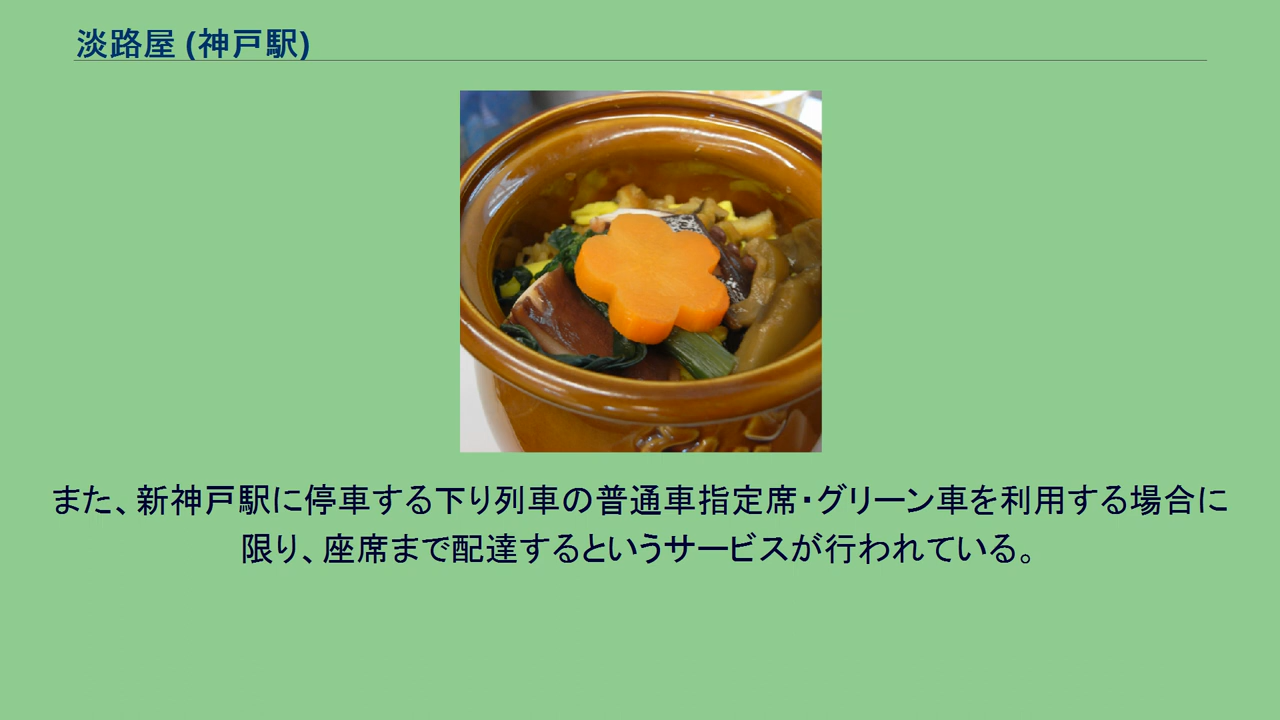 淡路屋 (神戸駅)
また、新神戸駅に停車する下り列車の普通車指定席・グリーン車を利用する場合に
限り、座席まで配達するというサービスが行われている。